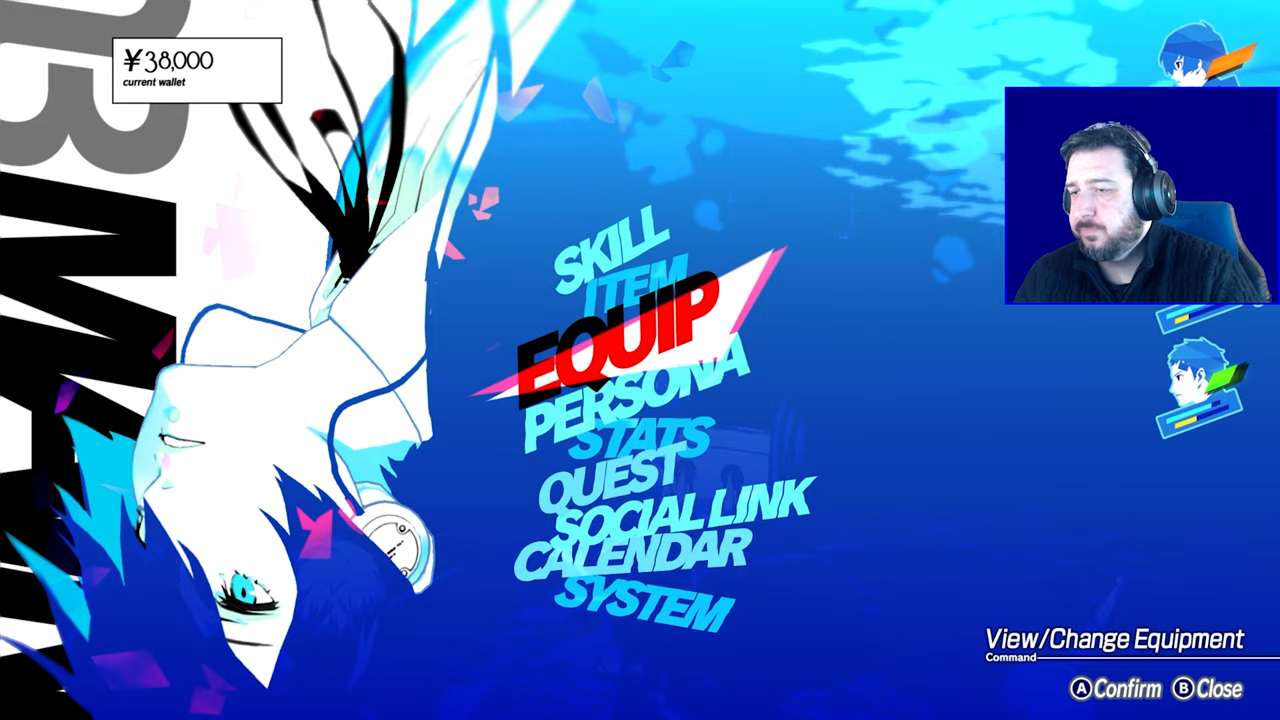 ¥38,000
current wallet
SKILL
ITEM
EQUIP
PERSONA
STATS
QUEST
SOCIAL LINK
CALENDAR
SYSTEM
View/Change Equipment
Command
A Confirm B Close